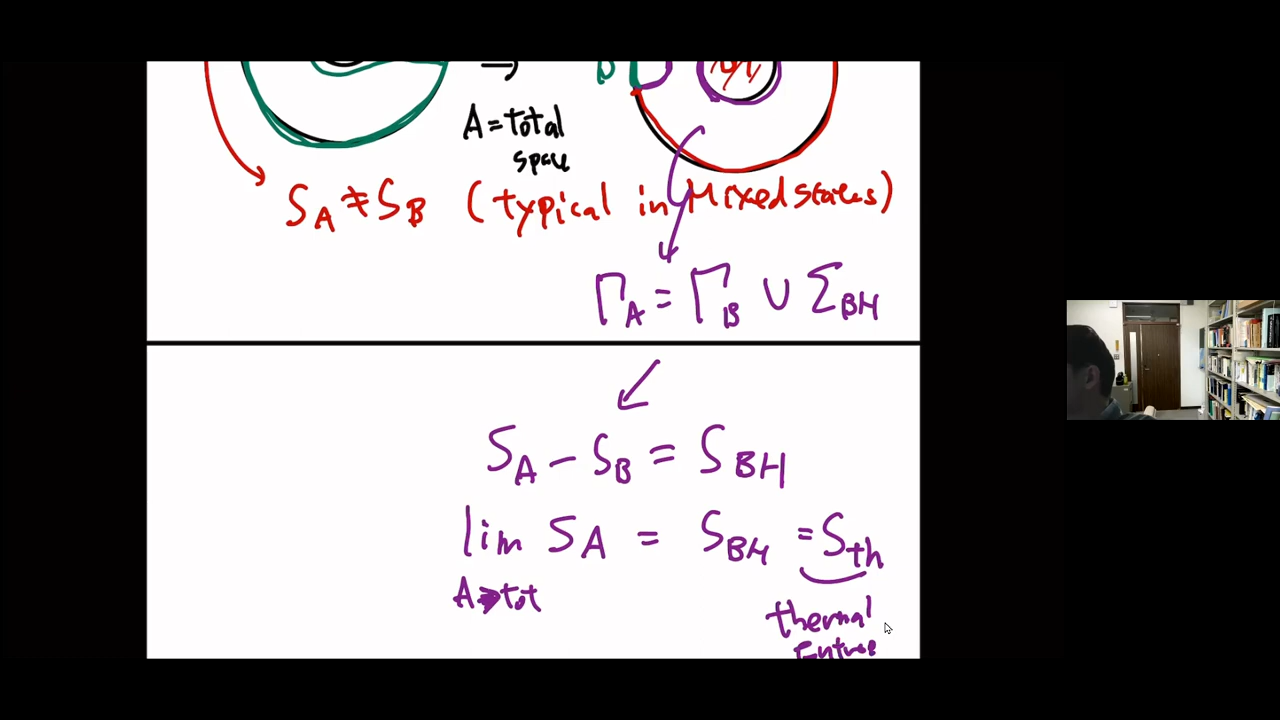 B
A = total
space
S_A ≠ S_B (typical in Mixed states)
Γ_A = Γ_B ∪ Σ_BH
S_A − S_B = S_BH
lim S_A = S_BH = S_th
A→tot
thermal